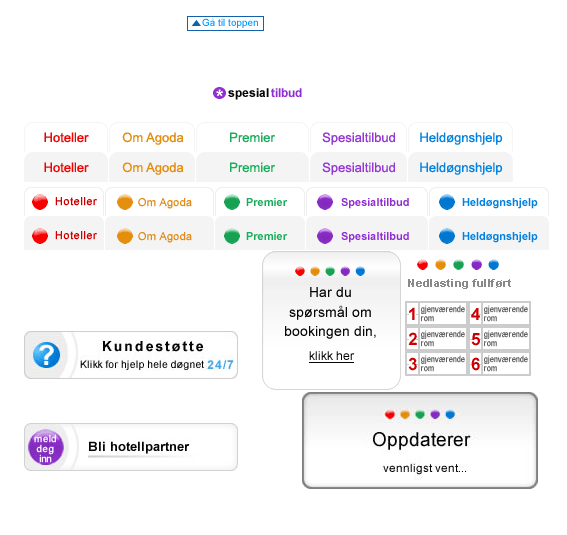 Gå til toppen
spesialtilbud
Hoteller Om Agoda Premier Spesialtilbud Heldøgnshjelp
Hoteller Om Agoda Premier Spesialtilbud Heldøgnshjelp
Hoteller Om Agoda Premier Spesialtilbud Heldøgnshjelp
Hoteller Om Agoda Premier Spesialtilbud Heldøgnshjelp
Har du
spørsmål om
bookingen din,
klikk her
Nedlasting fullført
1 gjenværende rom 4 gjenværende rom
2 gjenværende rom 5 gjenværende rom
3 gjenværende rom 6 gjenværende rom
?
Kundestøtte
Klikk for hjelp hele døgnet 24/7
Oppdaterer
vennligst vent...
meld
deg
inn
Bli hotellpartner